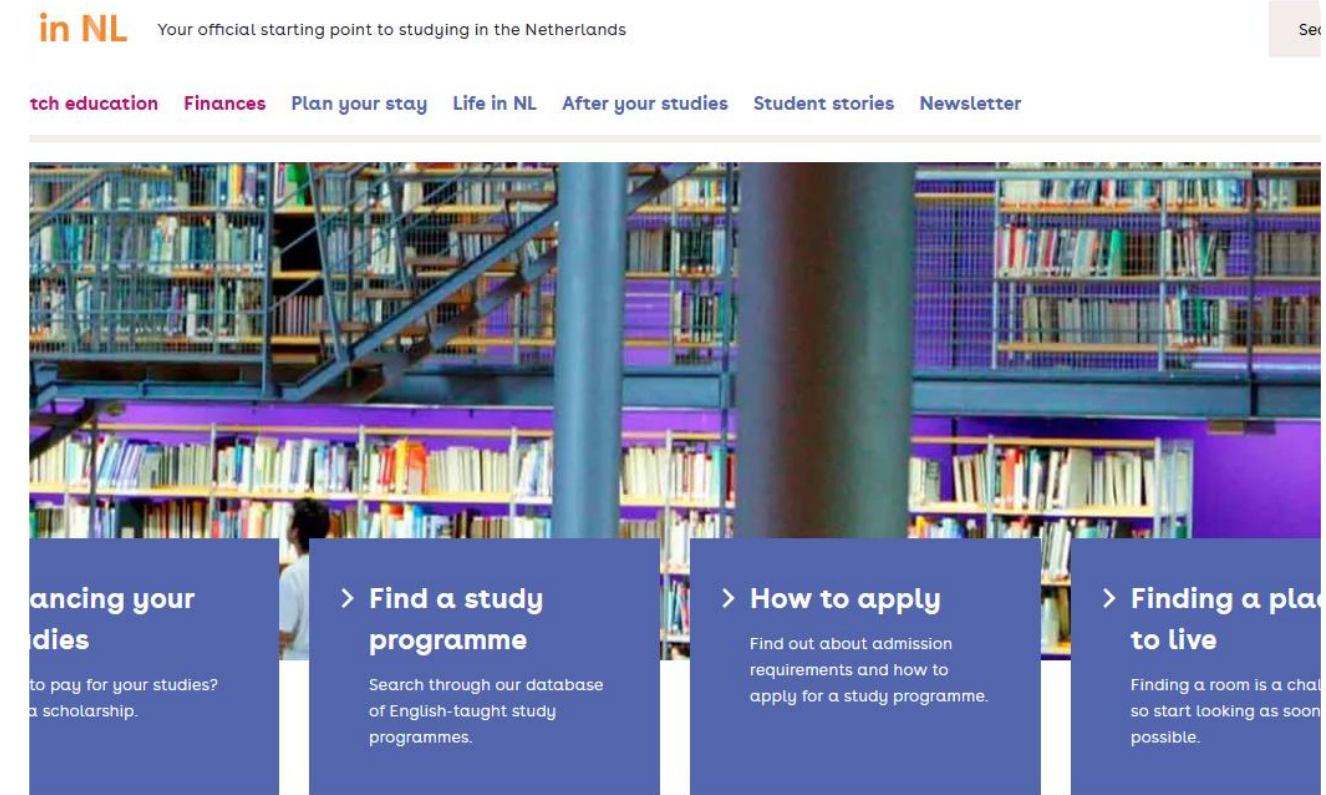 in NL Your official starting point to studying in the Netherlands
tch education Finances Plan your stay Life in NL After your studies Student stories Newsletter
ancing your
dies
to pay for your studies?
a scholarship.
Find a study
programme
Search through our database
of English-taught study
programmes.
How to apply
Find out about admission
requirements and how to
apply for a study programme.
Finding a pla
to live
Finding a room is a chal
so start looking as soon
possible.